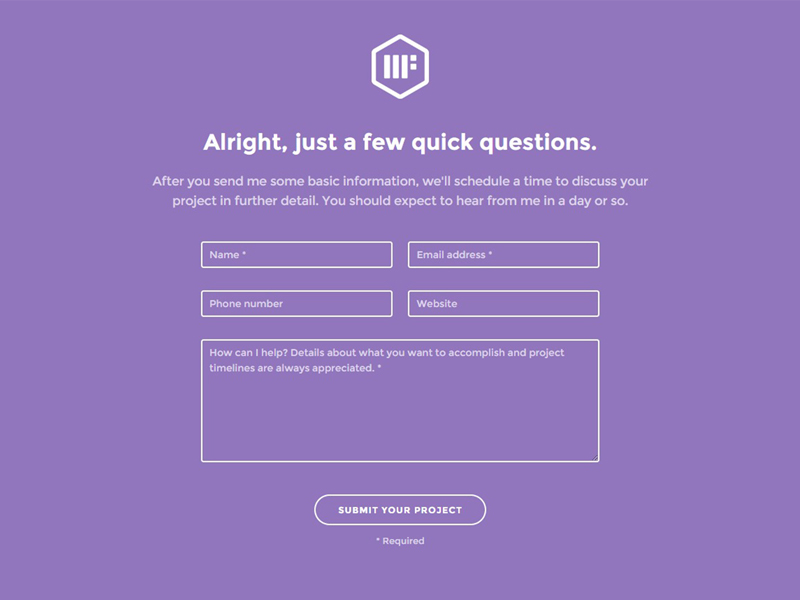 Alright, just a few quick questions.
After you send me some basic information, we'll schedule a time to discuss your
project in further detail. You should expect to hear from me in a day or so.
Name *
Email address *
Phone number
Website
How can I help? Details about what you want to accomplish and project
timelines are always appreciated. *
SUBMIT YOUR PROJECT
* Required